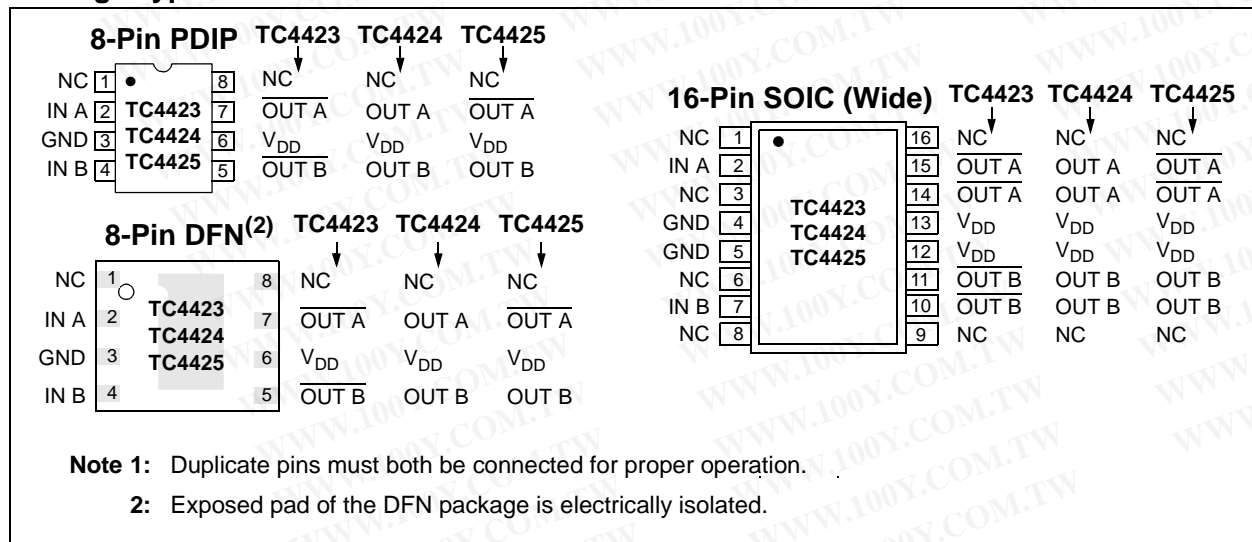 8-Pin PDIP TC4423 TC4424 TC4425
NC 1 8 NC NC NC
IN A 2 TC4423 7 OUT A OUT A OUT A
GND 3 TC4424 6 VDD VDD VDD
IN B 4 TC4425 5 OUT B OUT B OUT B
8-Pin DFN(2) TC4423 TC4424 TC4425
NC 1 8 NC NC NC
IN A 2 TC4423 7 OUT A OUT A OUT A
TC4424
GND 3 TC4425 6 VDD VDD VDD
IN B 4 5 OUT B OUT B OUT B
16-Pin SOIC (Wide) TC4423 TC4424 TC4425
NC 1 16 NC NC NC
IN A 2 15 OUT A OUT A OUT A
NC 3 14 OUT A OUT A OUT A
TC4423
GND 4 13 VDD VDD VDD
TC4424
GND 5 12 VDD VDD VDD
TC4425
NC 6 11 OUT B OUT B OUT B
IN B 7 10 OUT B OUT B OUT B
NC 8 9 NC NC NC
Note 1: Duplicate pins must both be connected for proper operation.
2: Exposed pad of the DFN package is electrically isolated.
WWW.100Y.COM.TW